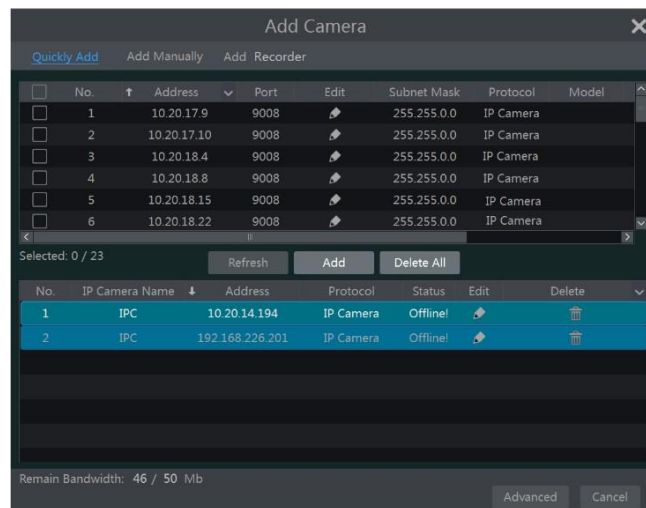 Add Camera
Quickly Add Add Manually Add Recorder
No. Address Port Edit Subnet Mask Protocol Model
1 10.20.17.9 9008 255.255.0.0 IP Camera
2 10.20.17.10 9008 255.255.0.0 IP Camera
3 10.20.18.4 9008 255.255.0.0 IP Camera
4 10.20.18.8 9008 255.255.0.0 IP Camera
5 10.20.18.15 9008 255.255.0.0 IP Camera
6 10.20.18.22 9008 255.255.0.0 IP Camera
Selected: 0 / 23
Refresh Add Delete All
No. IP Camera Name Address Protocol Status Edit Delete
1 IPC 10.20.14.194 IP Camera Offline!
2 IPC 192.168.226.201 IP Camera Offline!
Remain Bandwidth: 46 / 50 Mb
Advanced Cancel